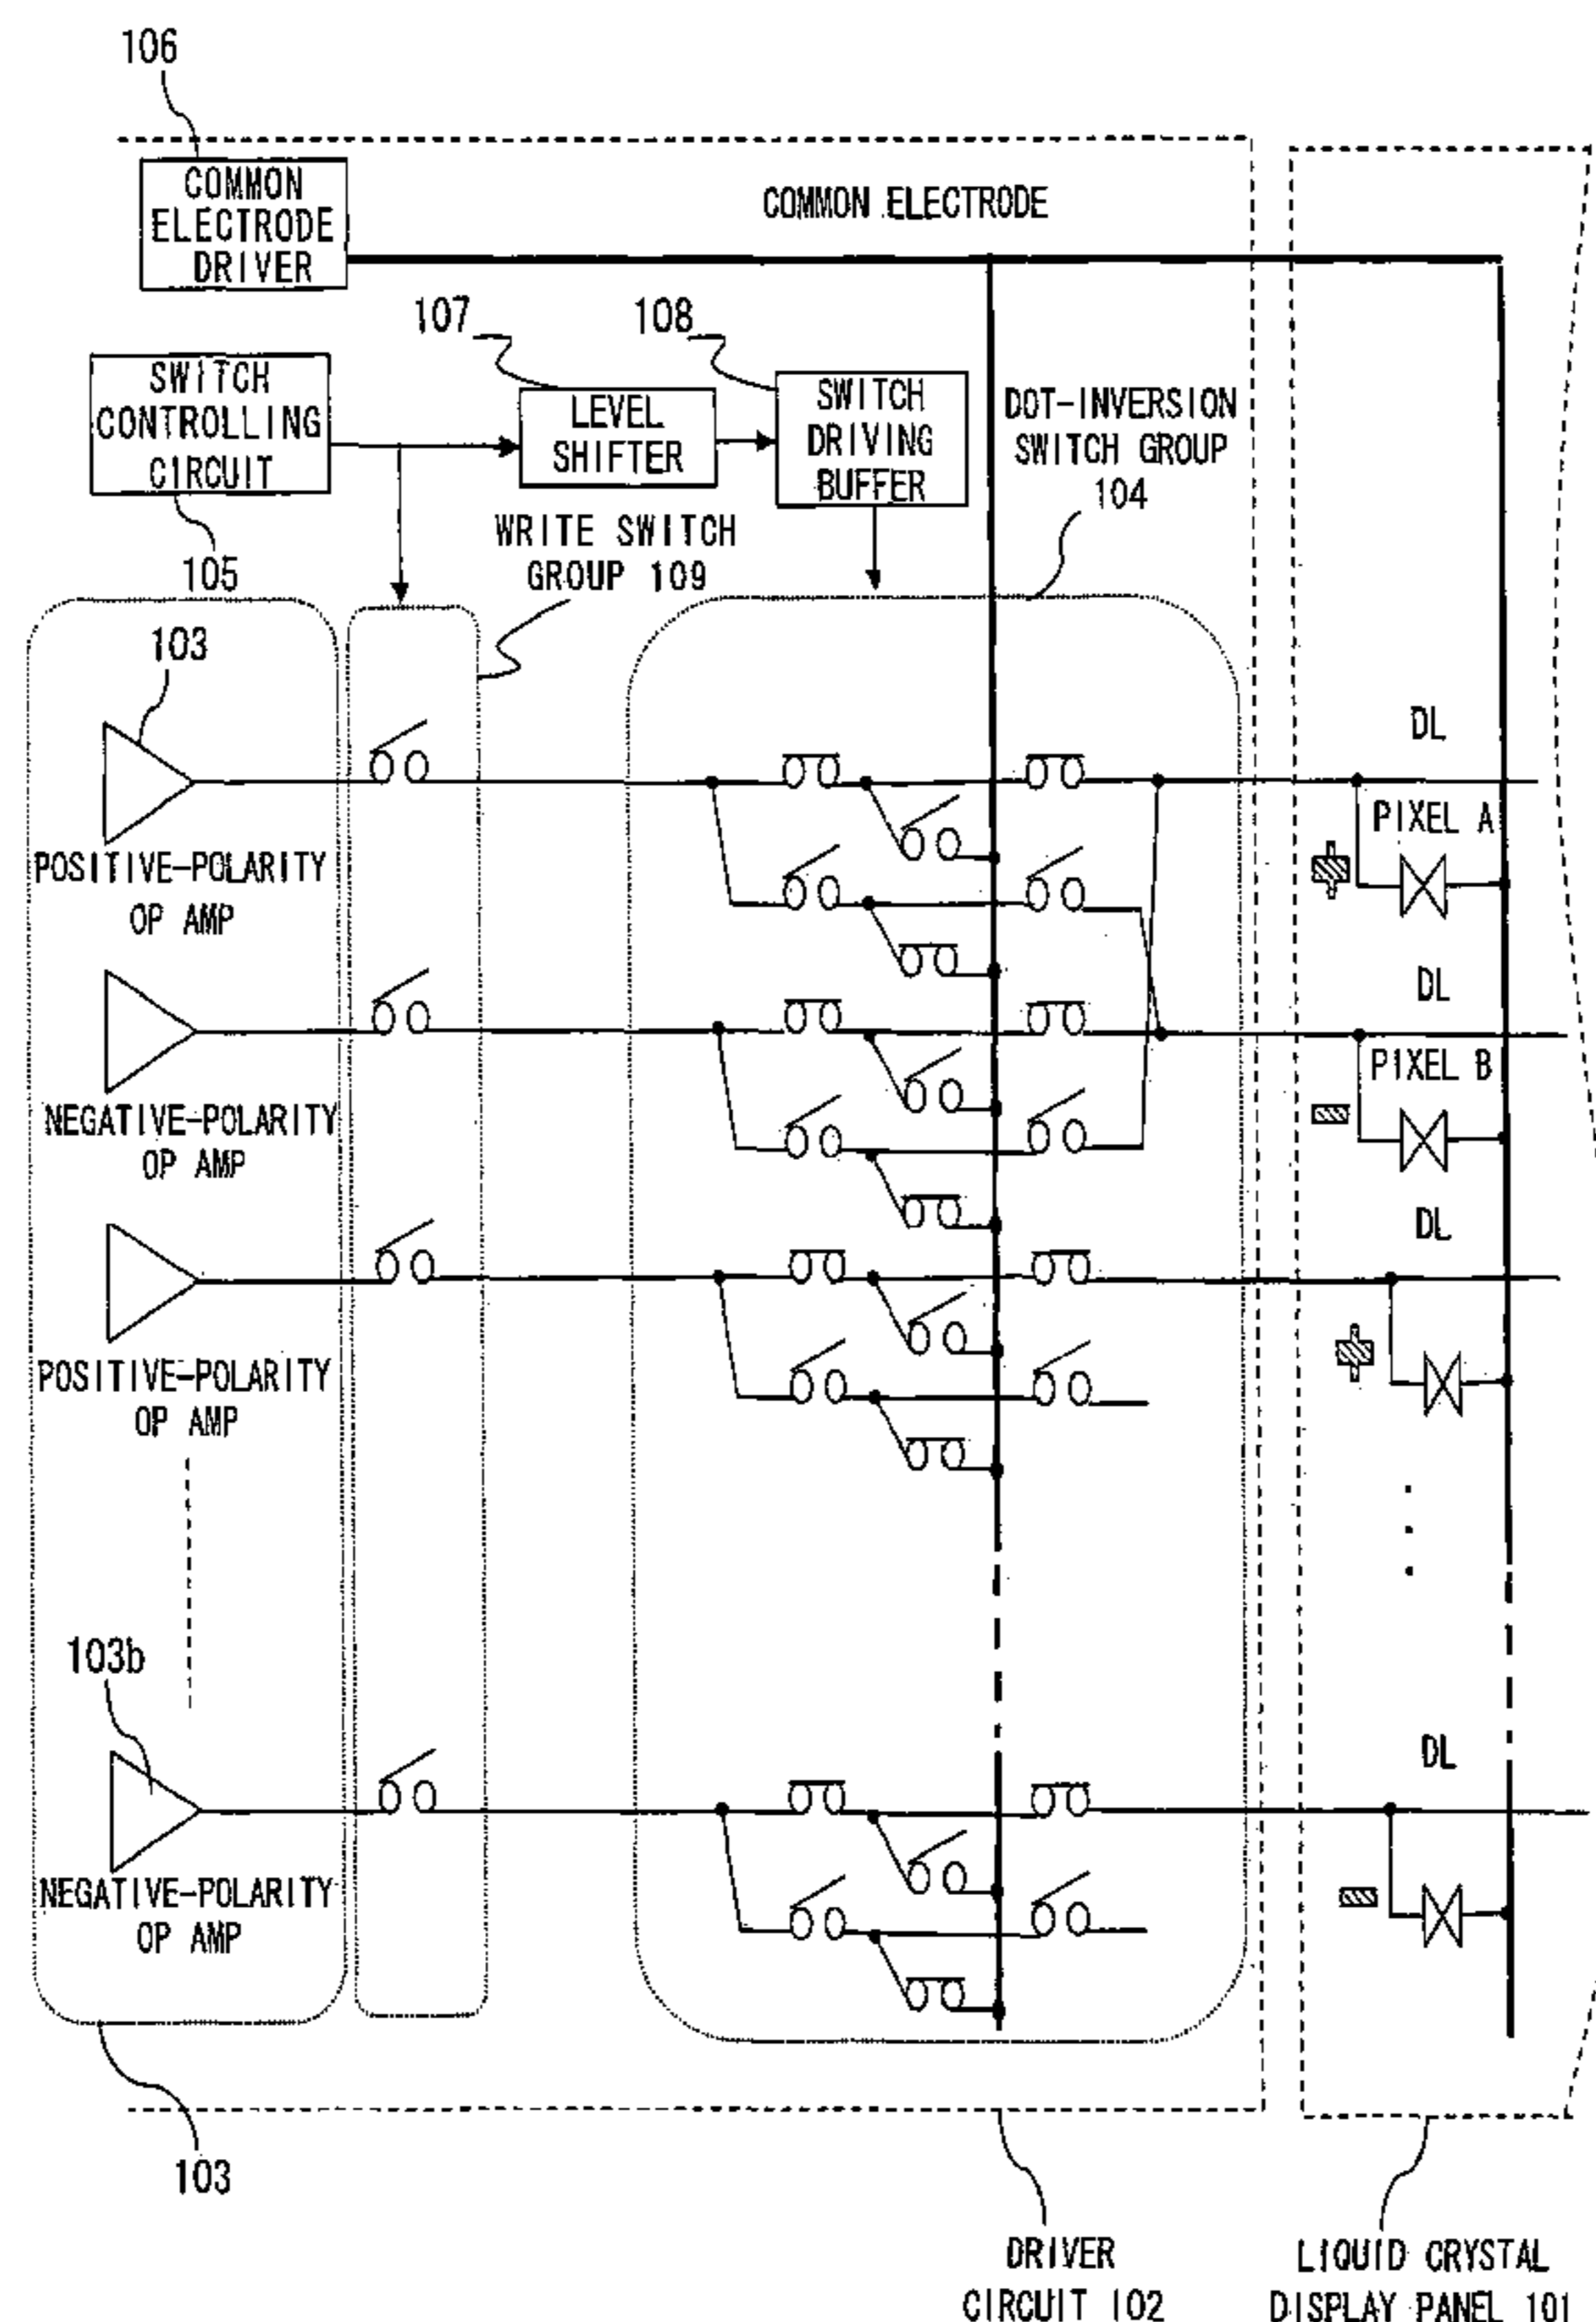 106
COMMON
ELECTRODE
DRIVER
COMMON ELECTRODE
107
108
SWITCH
CONTROLLING
CIRCUIT
LEVEL
SHIFTER
SWITCH
DRIVING
BUFFER
DOT-INVERSION
SWITCH GROUP
104
WRITE SWITCH
GROUP 109
105
103
DL
PIXEL A
POSITIVE-POLARITY
OP AMP
DL
PIXEL B
NEGATIVE-POLARITY
OP AMP
DL
POSITIVE-POLARITY
OP AMP
103b
DL
NEGATIVE-POLARITY
OP AMP
103
DRIVER
CIRCUIT 102
LIQUID CRYSTAL
DISPLAY PANEL 101